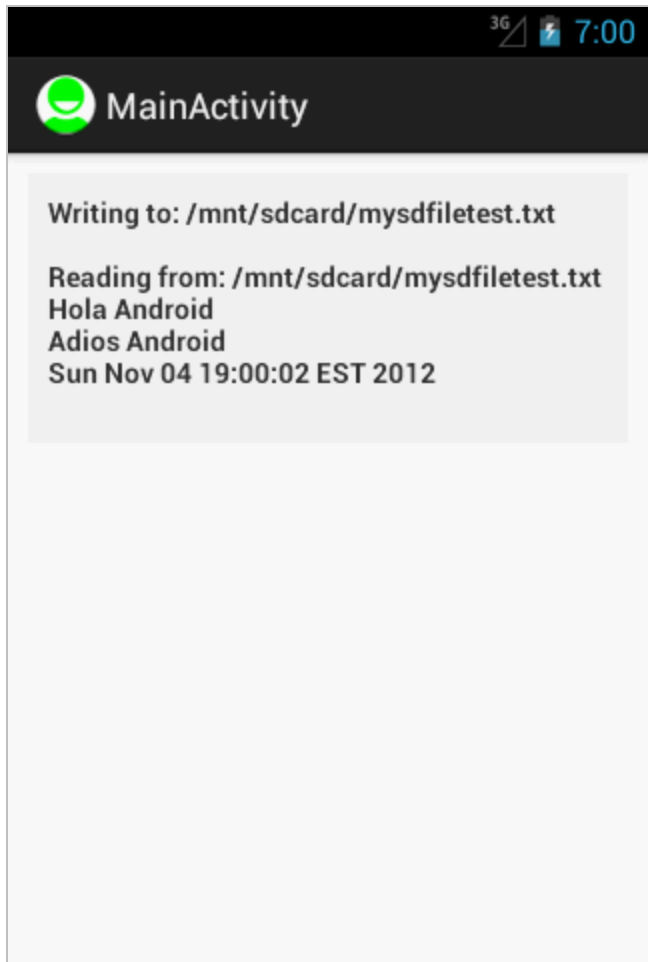 3G 7:00
MainActivity
Writing to: /mnt/sdcard/mysdfiletest.txt
Reading from: /mnt/sdcard/mysdfiletest.txt
Hola Android
Adios Android
Sun Nov 04 19:00:02 EST 2012